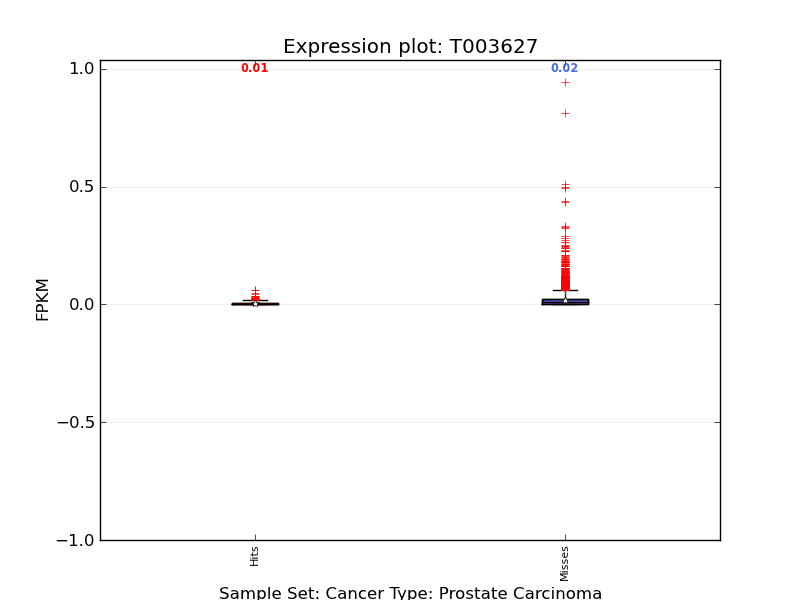 Expression plot: T003627
0.01
0.02
1.0
0.5
0.0
−0.5
−1.0
FPKM
Hits
Misses
Sample Set: Cancer Type: Prostate Carcinoma